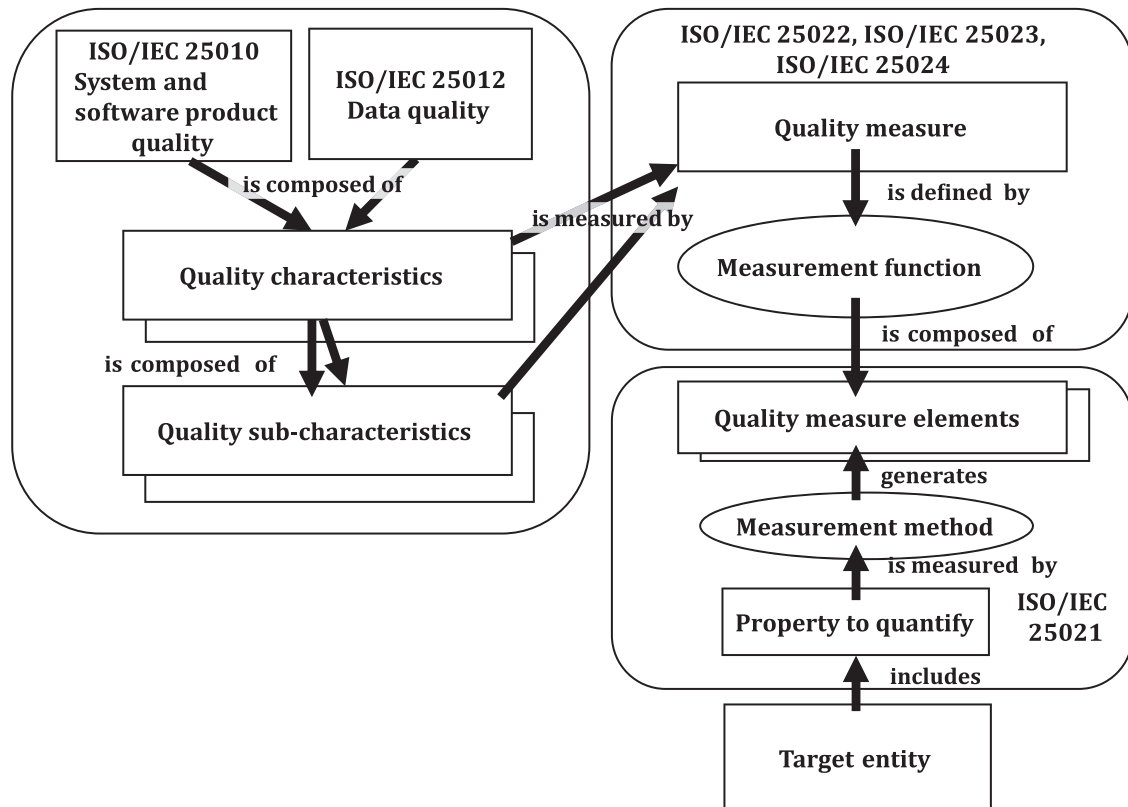 ISO/IEC 25010
System and
software product
quality
ISO/IEC 25012
Data quality
is composed of
Quality characteristics
is composed of
Quality sub-characteristics
is measured by
ISO/IEC 25022, ISO/IEC 25023,
ISO/IEC 25024
Quality measure
is defined by
Measurement function
is composed of
Quality measure elements
generates
Measurement method
is measured by
Property to quantify
ISO/IEC
25021
includes
Target entity